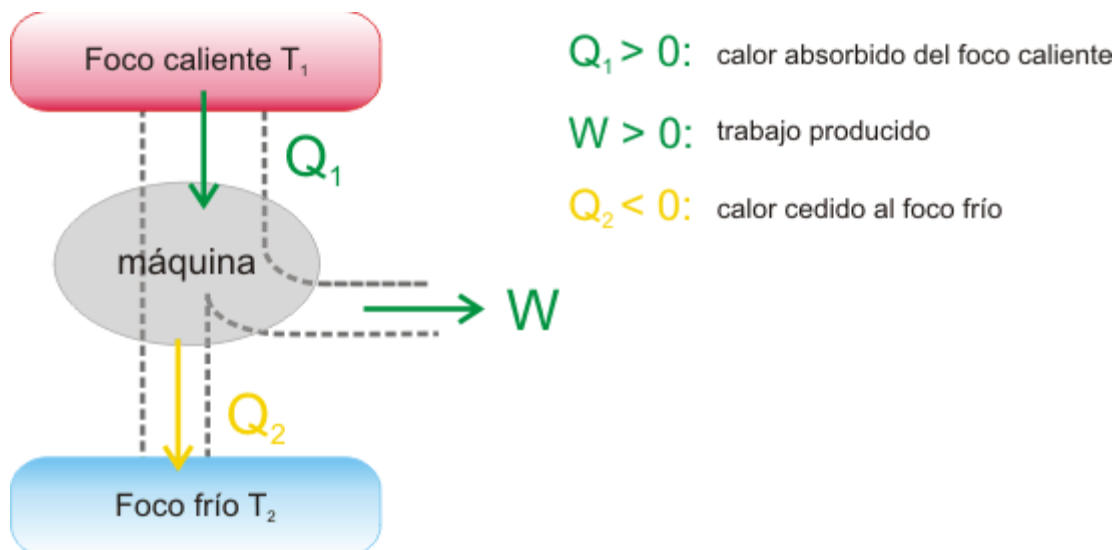 Foco caliente T₁
Q₁ > 0: calor absorbido del foco caliente
W > 0: trabajo producido
Q₂ < 0: calor cedido al foco frío
Q₁
máquina
W
Q₂
Foco frío T₂